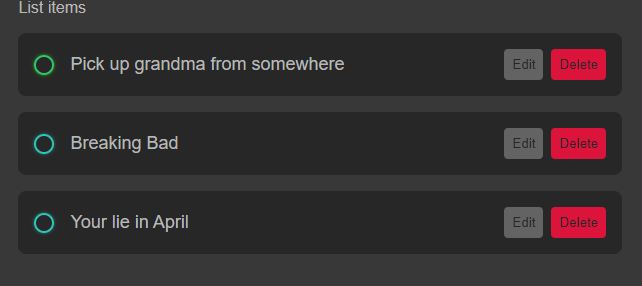 List items
Pick up grandma from somewhere Edit Delete
Breaking Bad Edit Delete
Your lie in April Edit Delete